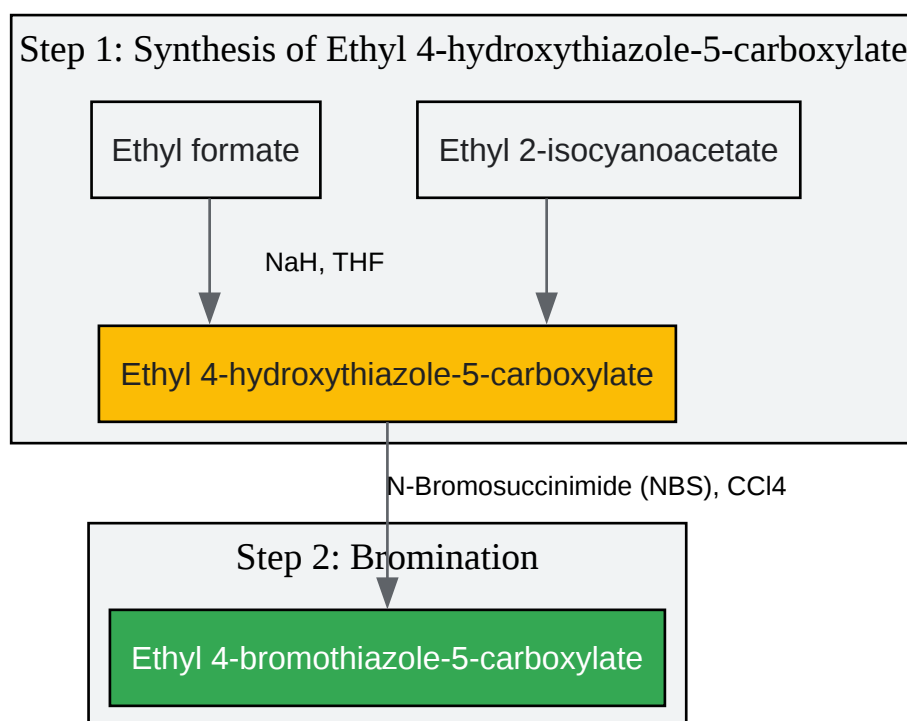 Step 1: Synthesis of Ethyl 4-hydroxythiazole-5-carboxylate
Ethyl formate
Ethyl 2-isocyanoacetate
NaH, THF
Ethyl 4-hydroxythiazole-5-carboxylate
N-Bromosuccinimide (NBS), CCl4
Step 2: Bromination
Ethyl 4-bromothiazole-5-carboxylate